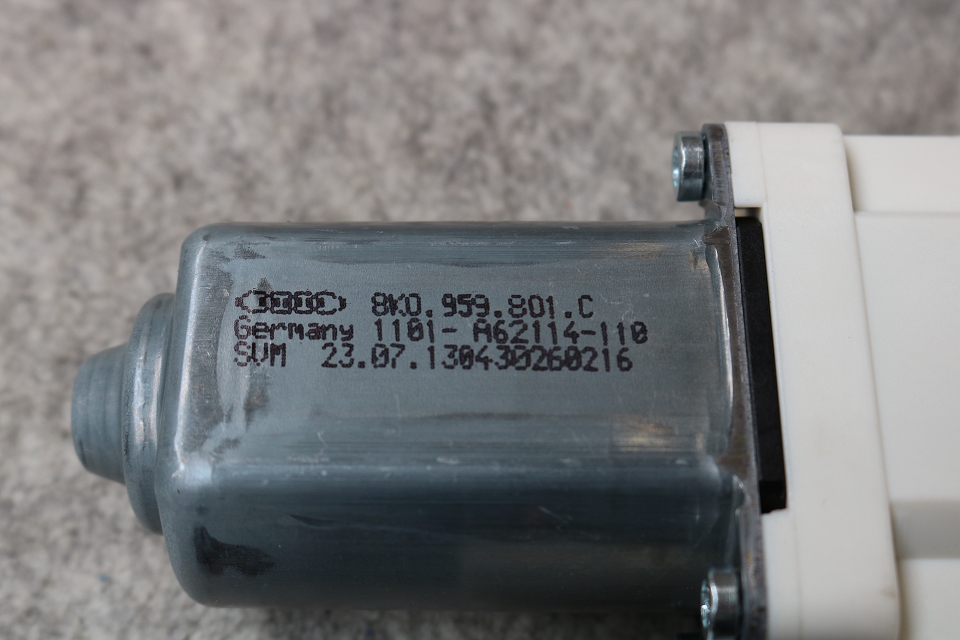 8K0.959.801.C
Germany 1101- A62114-110
SVM 23.07.130430260216